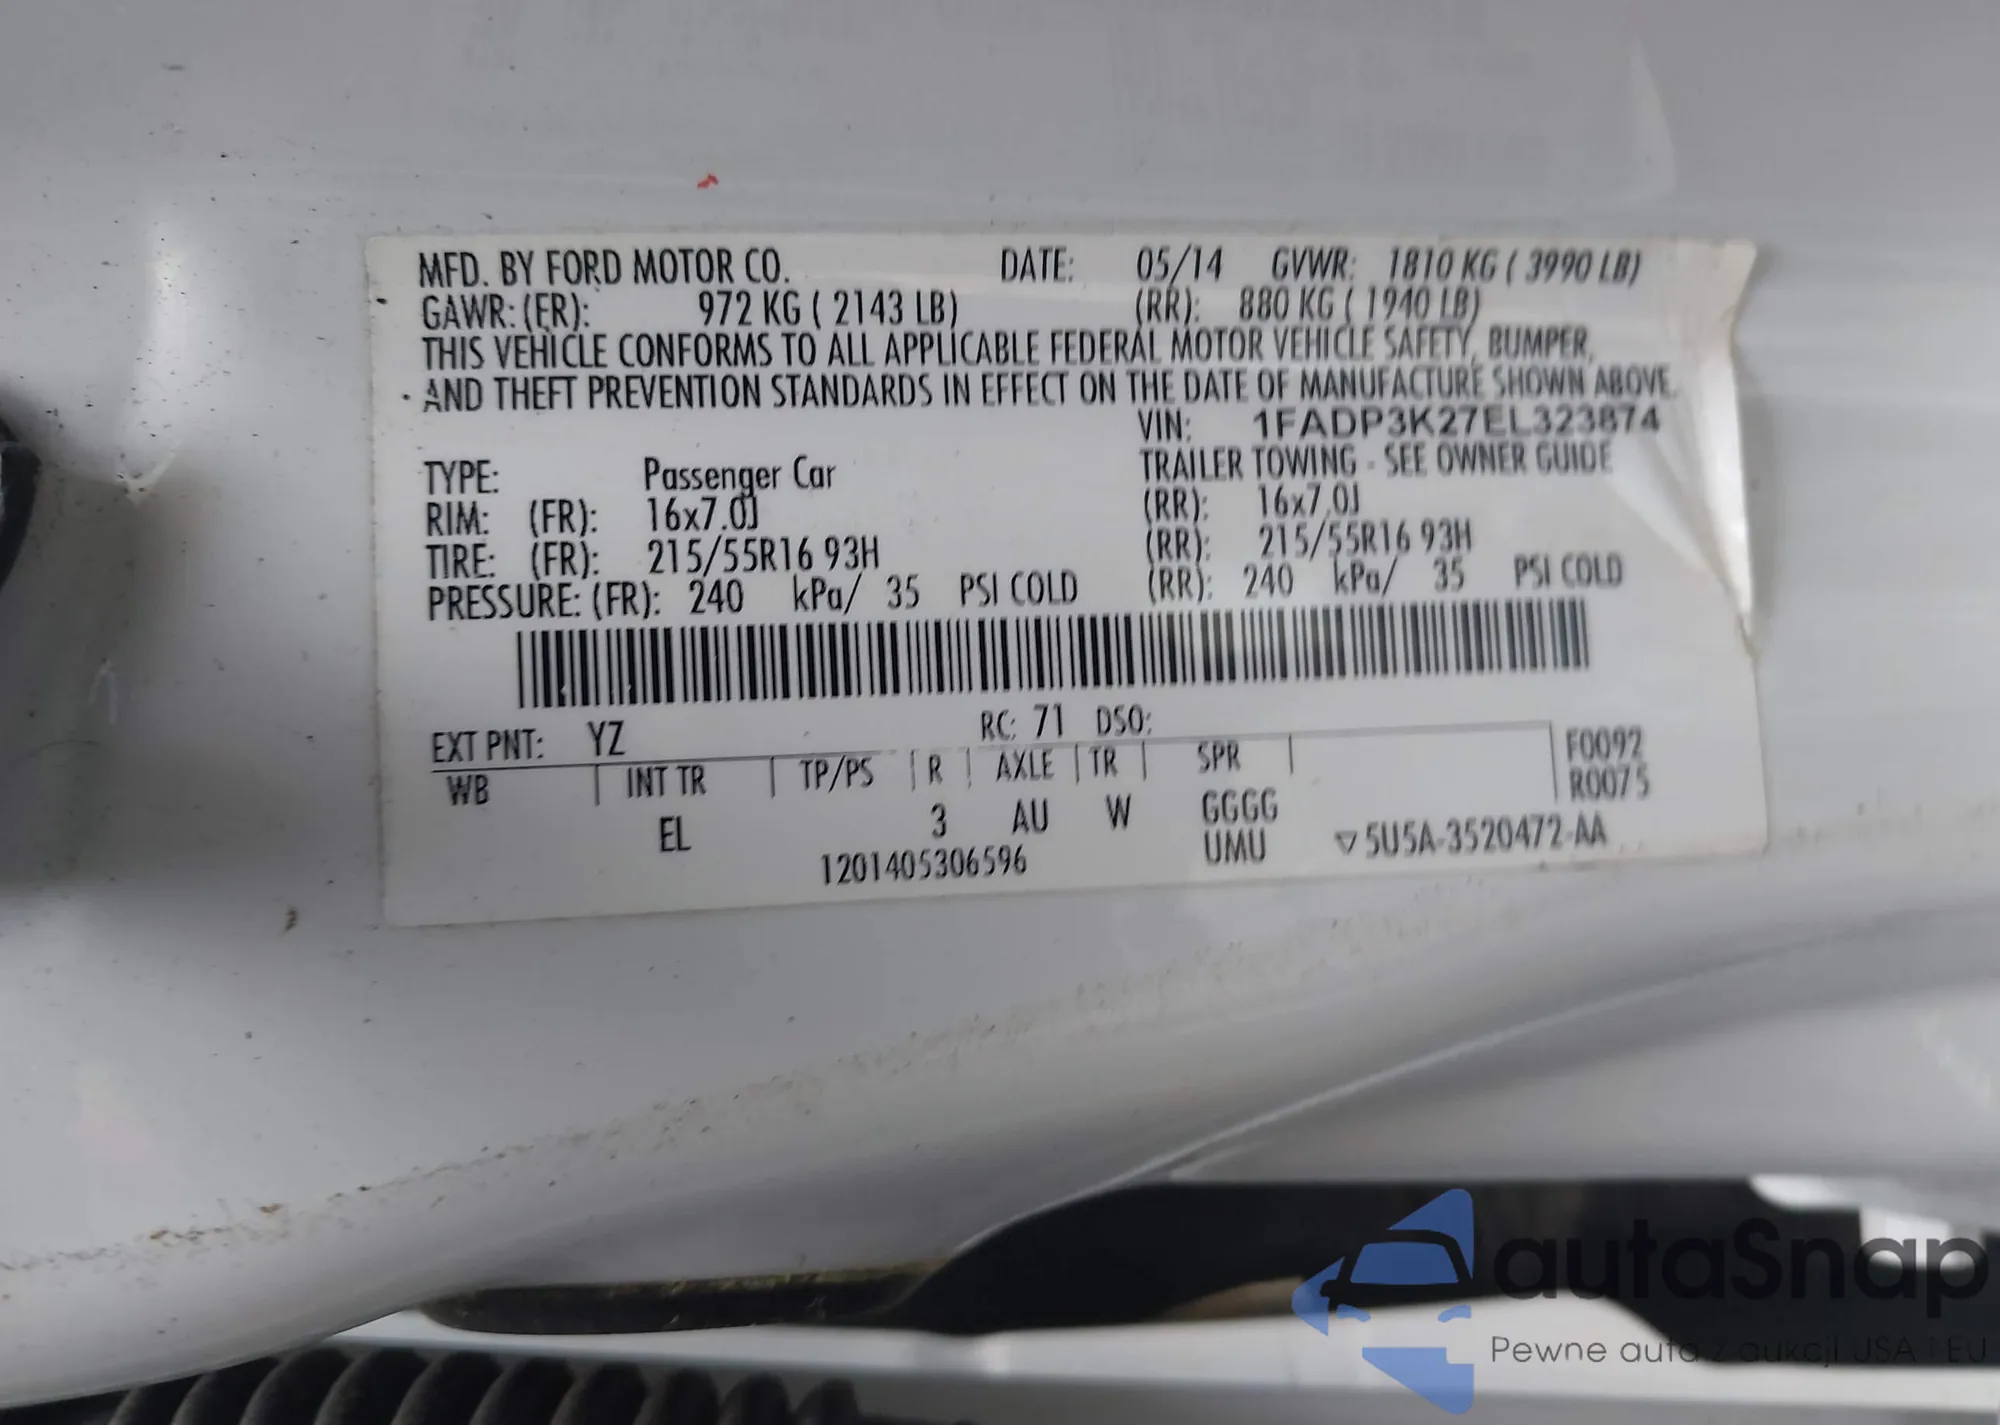 MFD. BY FORD MOTOR CO. DATE: 05/14 GVWR: 1810 KG ( 3990 LB)
GAWR: (FR): 972 KG ( 2143 LB) (RR): 880 KG ( 1940 LB)
THIS VEHICLE CONFORMS TO ALL APPLICABLE FEDERAL MOTOR VEHICLE SAFETY, BUMPER,
AND THEFT PREVENTION STANDARDS IN EFFECT ON THE DATE OF MANUFACTURE SHOWN ABOVE.
VIN: 1FADP3K27EL323874
TYPE: Passenger Car TRAILER TOWING - SEE OWNER GUIDE
RIM: (FR): 16x7.0J (RR): 16x7.0J
TIRE: (FR): 215/55R16 93H (RR): 215/55R16 93H
PRESSURE: (FR): 240 kPa/ 35 PSI COLD (RR): 240 kPa/ 35 PSI COLD
EXT PNT: YZ RC: 71 DSO: F0092
WB INT TR TP/PS R AXLE TR SPR R0075
EL 3 AU W GGGG
1201405306596 UMU ▽5U5A-3520472-AA
autaSnap
Pewne auta z aukcji USA i EU